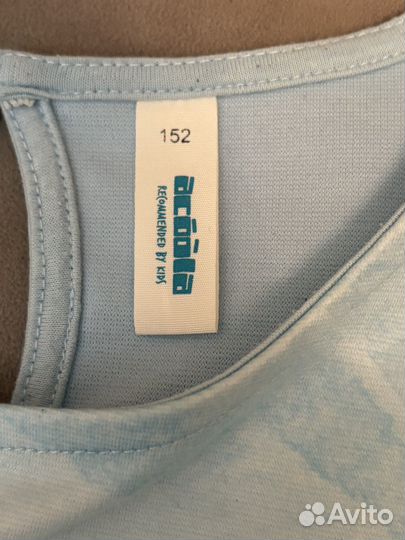 152
acoola
RECOMMENDED BY KIDS
Avito